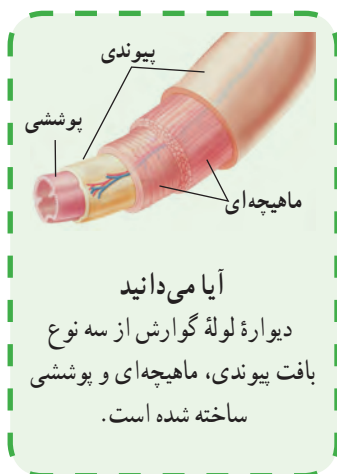 پیوندی
پوششی
ماهیچه‌ای
آیا می‌دانید
دیوارهٔ لولهٔ گوارش از سه نوع
بافت پیوندی، ماهیچه‌ای و پوششی
ساخته شده است.